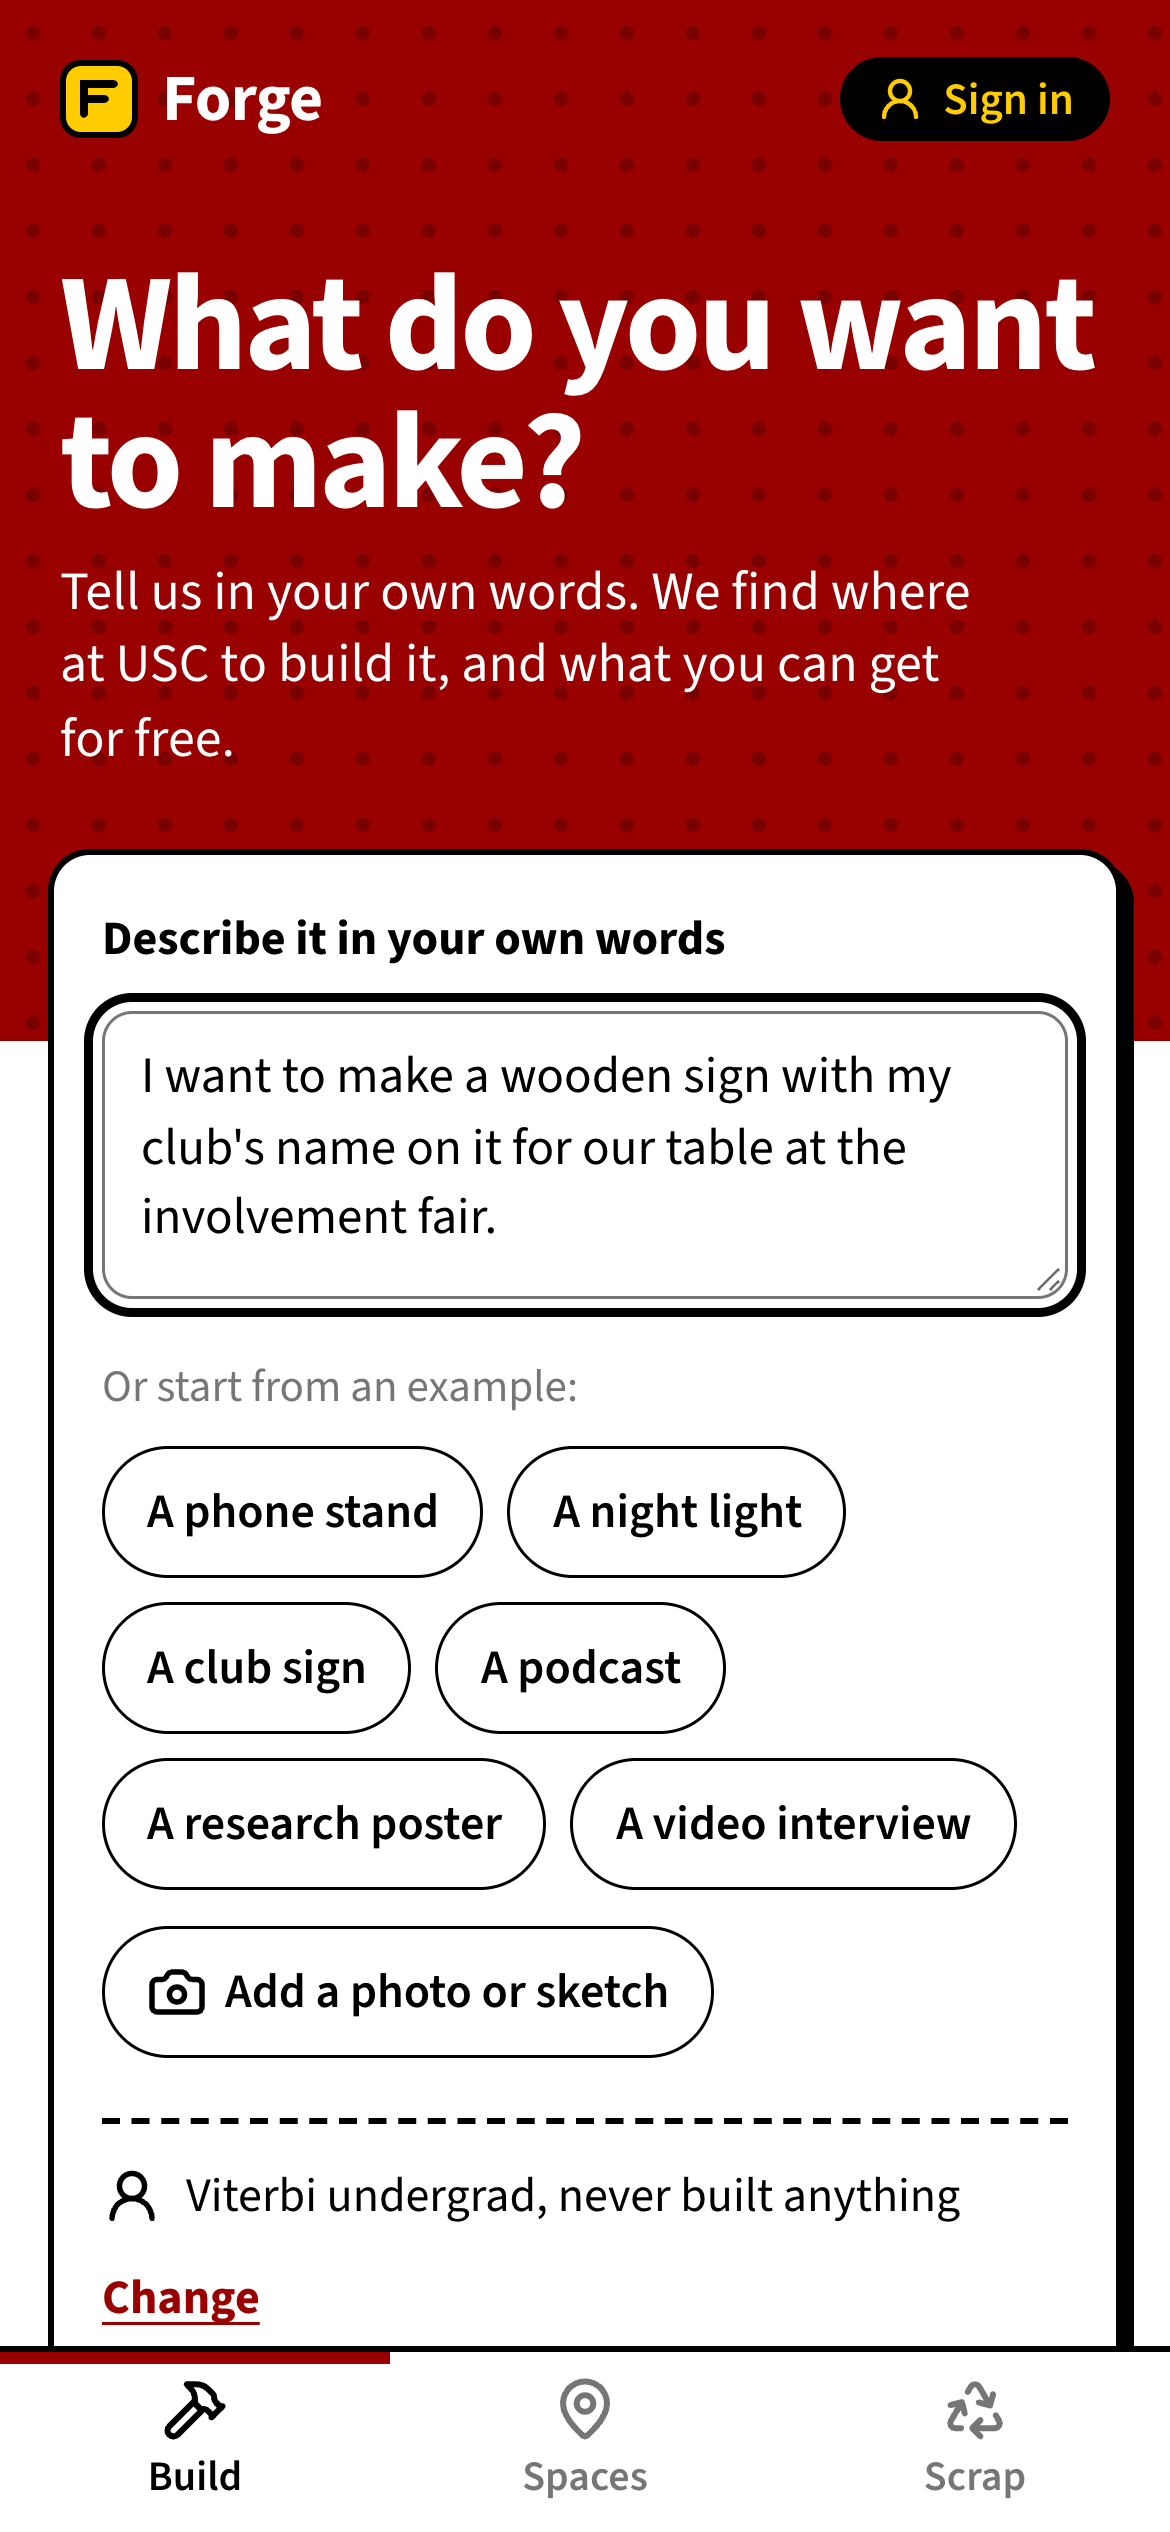 Forge
Sign in
What do you want
to make?
Tell us in your own words. We find where
at USC to build it, and what you can get
for free.
Describe it in your own words
I want to make a wooden sign with my
club's name on it for our table at the
involvement fair.
Or start from an example:
A phone stand
A night light
A club sign
A podcast
A research poster
A video interview
Add a photo or sketch
Viterbi undergrad, never built anything
Change
Build
Spaces
Scrap